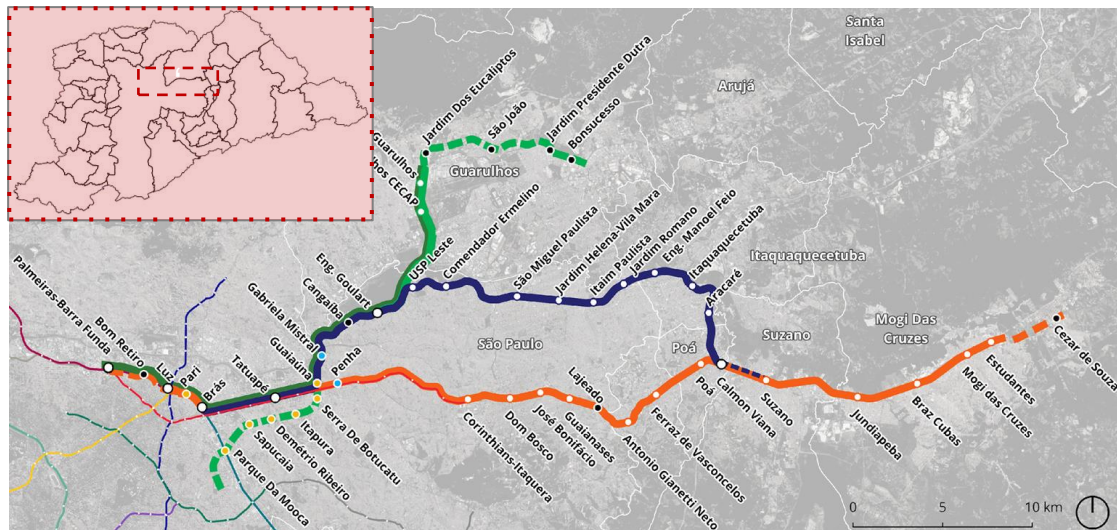 Santa
Isabel
Arujá
Jardim Dos Eucaliptos
São João
Jardim Presidente Dutra
Bonsucesso
Guarulhos
lhos CECAP
Guarulhos
USP Leste
Comendador Ermelino
São Miguel Paulista
Jardim Helena-Vila Mara
Itaim Paulista
Jardim Romano
Eng. Manoel Feio
Itaquaquecetuba
Aracaré
Itaquaquecetuba
Eng. Goulart
Cangaíba
Gabriela Mistral
Guaiaúna
Penha
Palmeiras-Barra Funda
Bom Retiro
Luz
Pari
Brás
Tatuapé
São Paulo
Poá
Suzano
Mogi Das
Cruzes
Cezar de Souza
Estudantes
Mogi das Cruzes
Braz Cubas
Jundiapeba
Suzano
Calmon Viana
Poá
Ferraz de Vasconcelos
Antonio Gianetti Neto
Lajeado
Guaianases
José Bonifácio
Dom Bosco
Corinthians-Itaquera
Serra De Botucatu
Itapura
Demétrio Ribeiro
Sapucaia
Parque Da Mooca
0 5 10 km